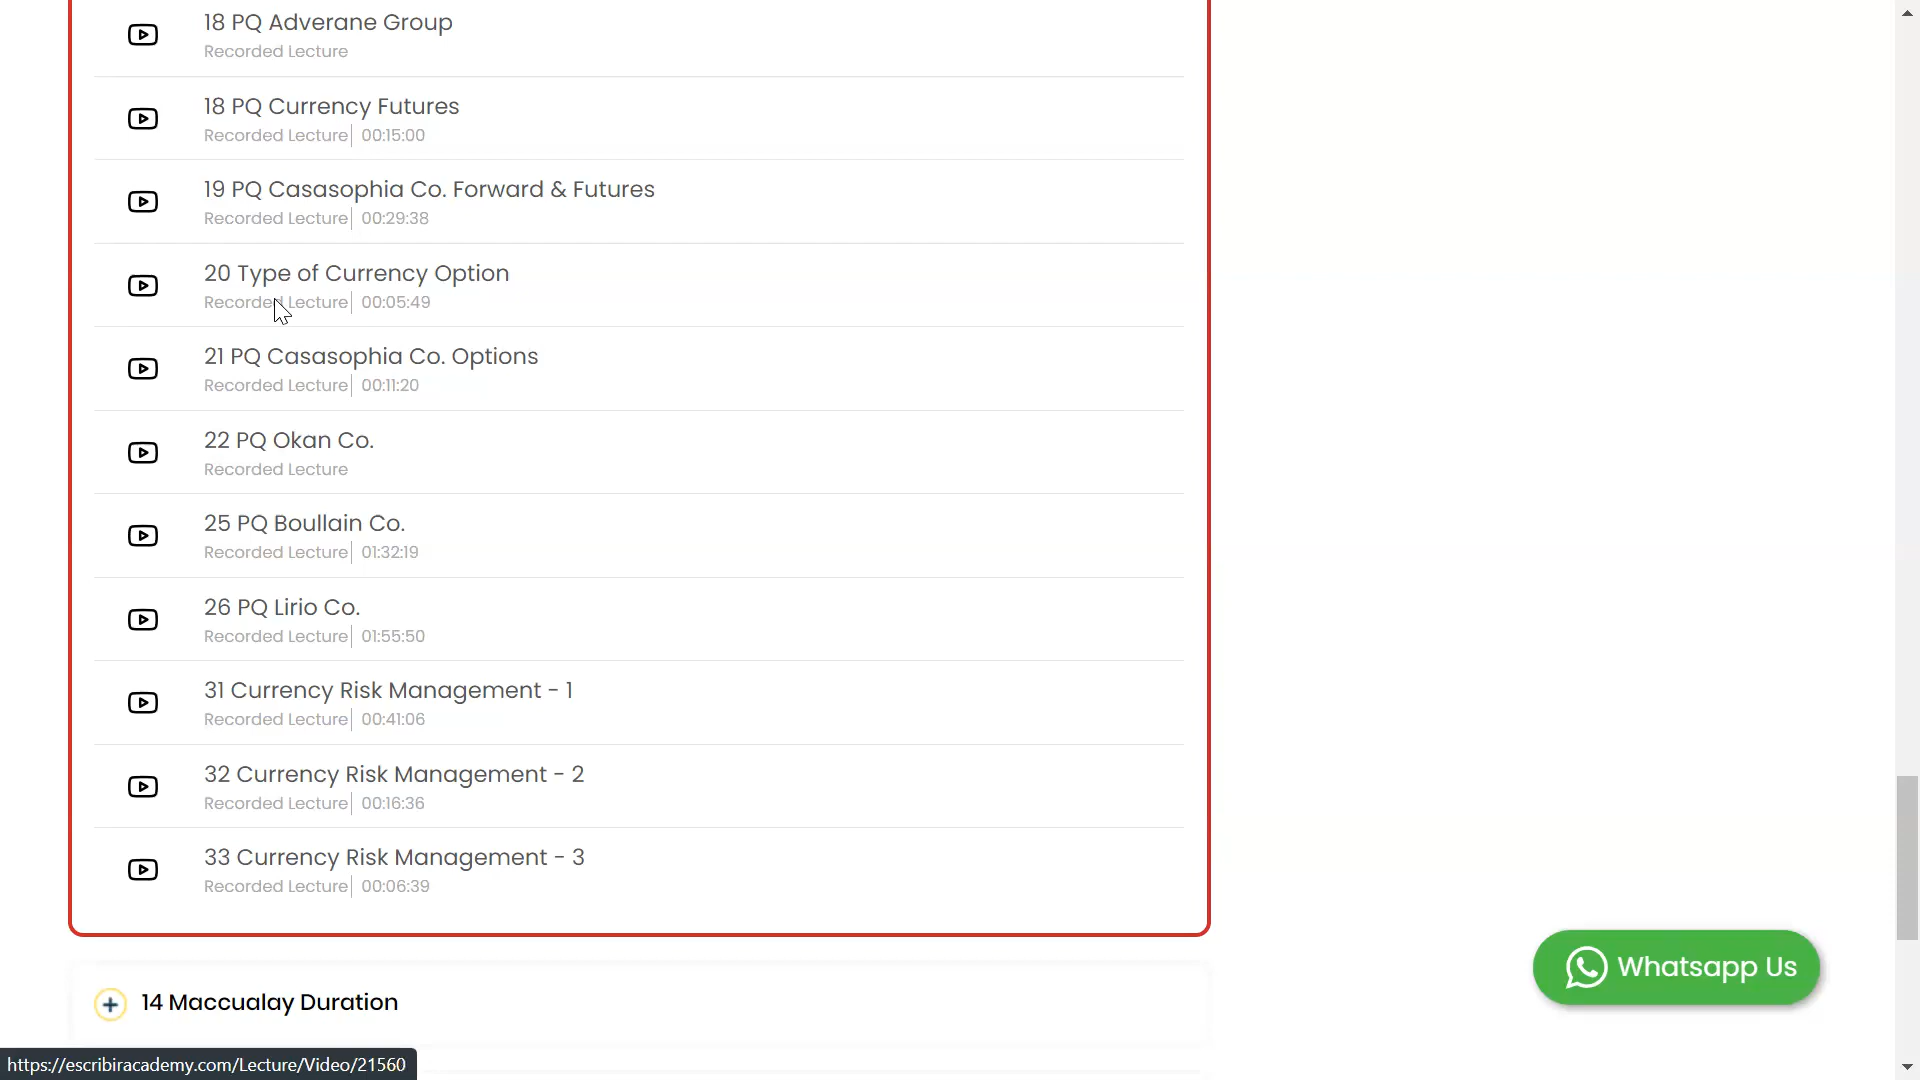 18 PQ Adverane Group
Recorded Lecture
18 PQ Currency Futures
Recorded Lecture 00:15:00
19 PQ Casasophia Co. Forward & Futures
Recorded Lecture 00:29:38
20 Type of Currency Option
Recorded Lecture 00:05:49
21 PQ Casasophia Co. Options
Recorded Lecture 00:11:20
22 PQ Okan Co.
Recorded Lecture
25 PQ Boullain Co.
Recorded Lecture 01:32:19
26 PQ Lirio Co.
Recorded Lecture 01:55:50
31 Currency Risk Management - 1
Recorded Lecture 00:41:06
32 Currency Risk Management - 2
Recorded Lecture 00:16:36
33 Currency Risk Management - 3
Recorded Lecture 00:06:39
Whatsapp Us
14 Maccualay Duration
https://escribiracademy.com/Lecture/Video/21560